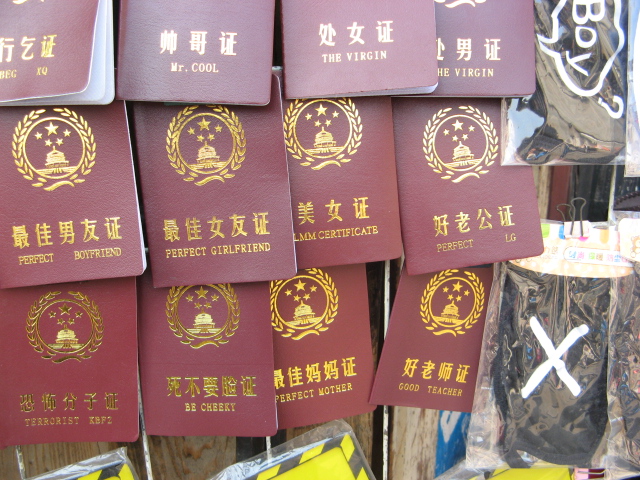 行乞证
BEG XQ
帅哥证
Mr. COOL
处女证
THE VIRGIN
处男证
THE VIRGIN
Boy
最佳男友证
PERFECT BOYFRIEND
最佳女友证
PERFECT GIRLFRIEND
美女证
LMM CERTIFICATE
好老公证
PERFECT LG
恐怖分子证
TERRORIST KBFZ
死不要脸证
BE CHEEKY
最佳妈妈证
PERFECT MOTHER
好老师证
GOOD TEACHER
X